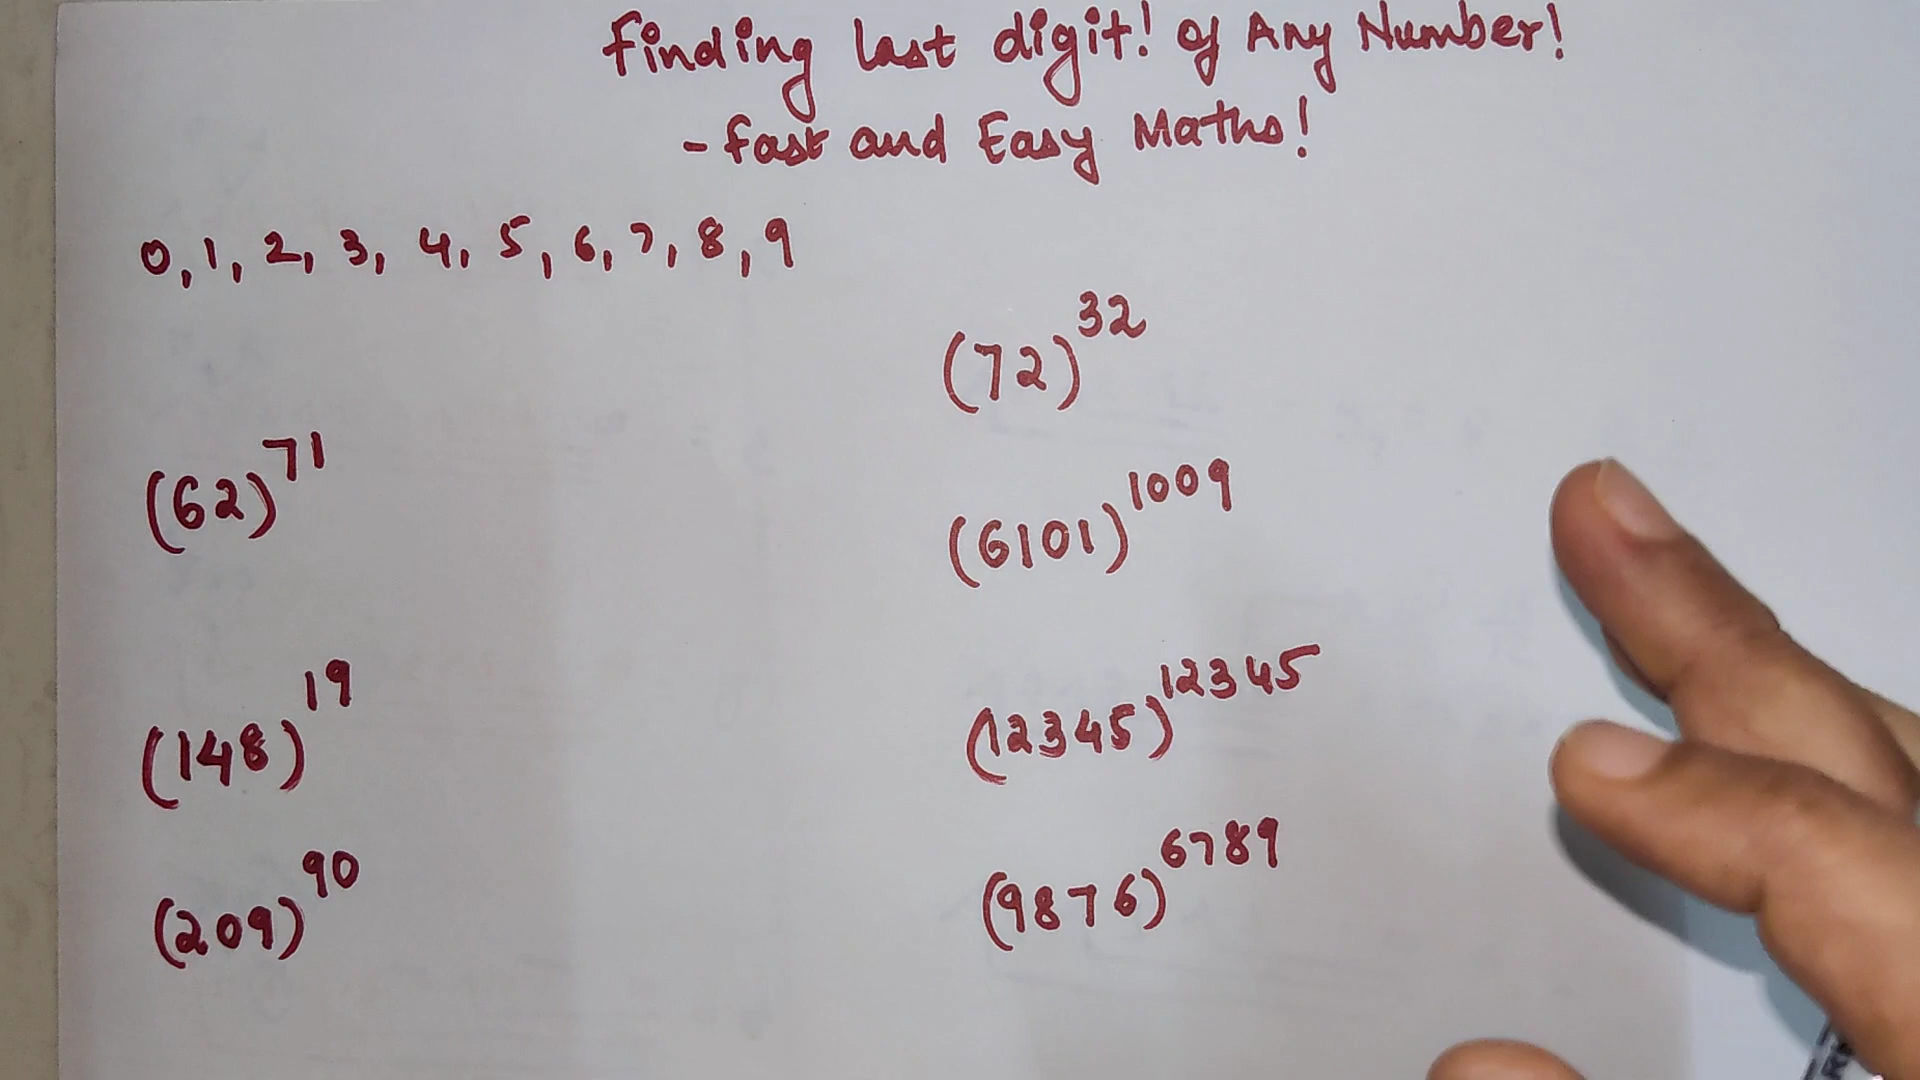 Finding last digit! of Any Number!
- Fast and Easy Maths!
0, 1, 2, 3, 4, 5, 6, 7, 8, 9
(72)^32
(62)^71
(6101)^1009
(148)^19
(12345)^12345
(209)^90
(9876)^6789